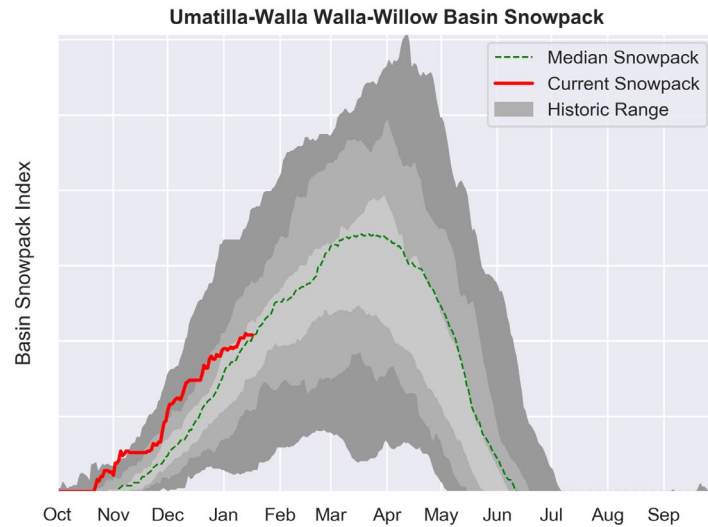 Umatilla-Walla Walla-Willow Basin Snowpack
Median Snowpack
Current Snowpack
Historic Range
Basin Snowpack Index
Oct Nov Dec Jan Feb Mar Apr May Jun Jul Aug Sep